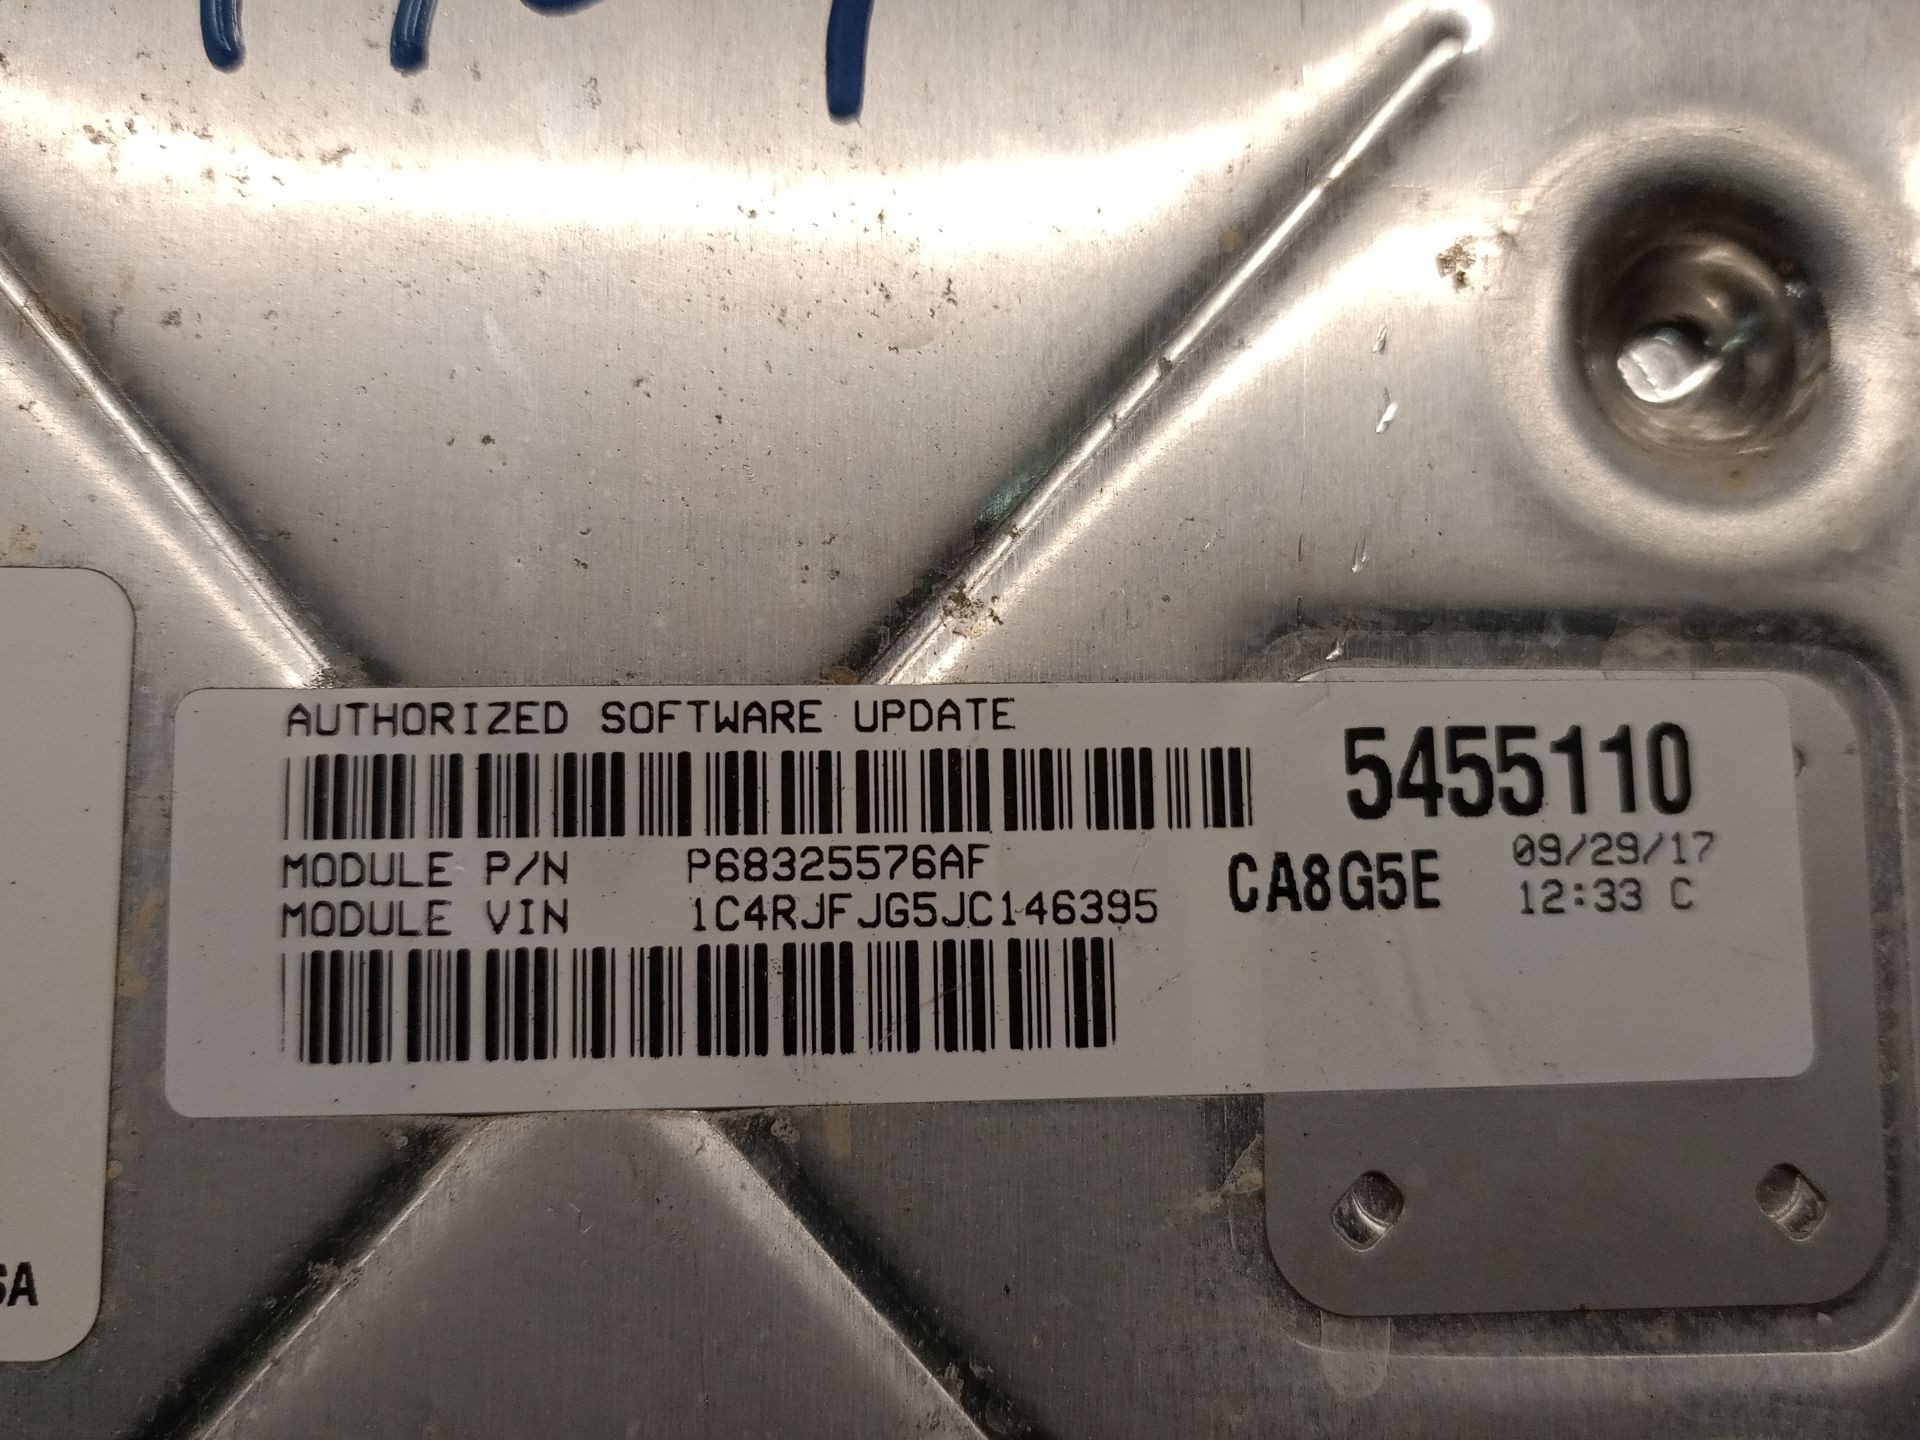 AUTHORIZED SOFTWARE UPDATE
5455110
MODULE P/N P68325576AF
CA8G5E
09/29/17
MODULE VIN 1C4RJFJG5JC146395
12:33 C